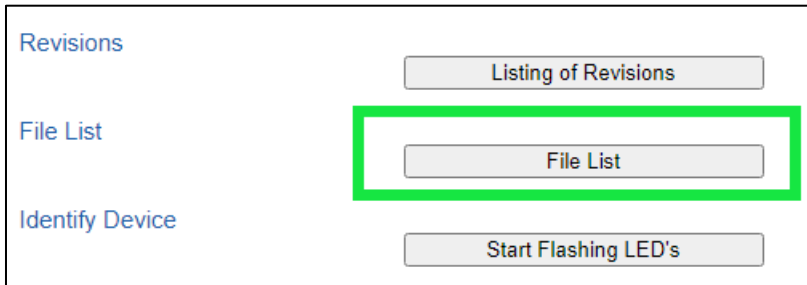 Revisions
Listing of Revisions
File List
File List
Identify Device
Start Flashing LED's